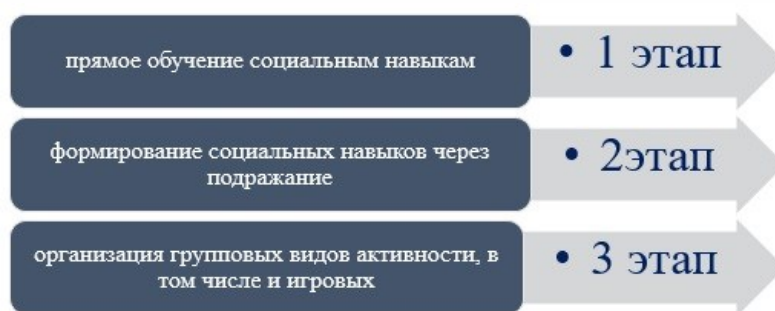 прямое обучение социальным навыкам
• 1 этап
формирование социальных навыков через
подражание
• 2этап
организация групповых видов активности, в
том числе и игровых
• 3 этап